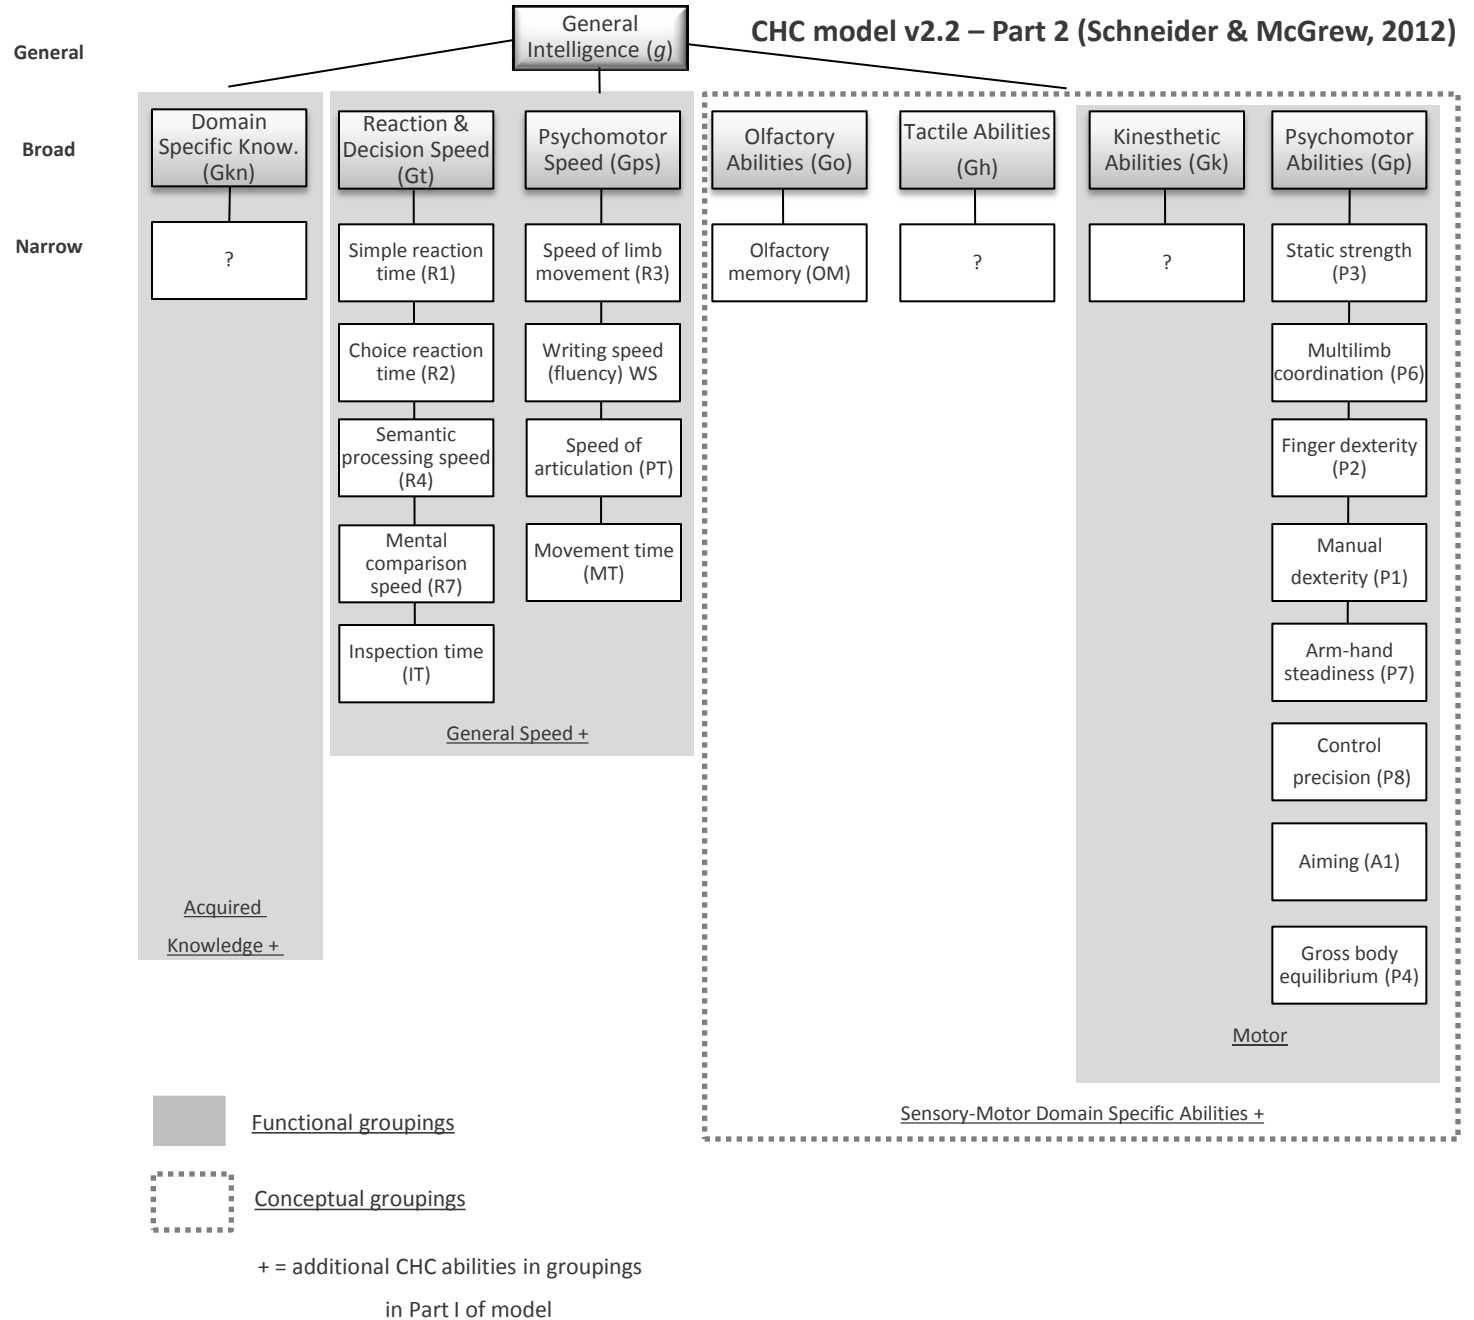 General
Intelligence (g)
CHC model v2.2 – Part 2 (Schneider & McGrew, 2012)
General
Broad
Narrow
Domain
Specific Know.
(Gkn)
?
Acquired
Knowledge +
Reaction &
Decision Speed
(Gt)
Simple reaction
time (R1)
Choice reaction
time (R2)
Semantic
processing speed
(R4)
Mental
comparison
speed (R7)
Inspection time
(IT)
Psychomotor
Speed (Gps)
Speed of limb
movement (R3)
Writing speed
(fluency) WS
Speed of
articulation (PT)
Movement time
(MT)
General Speed +
Olfactory
Abilities (Go)
Olfactory
memory (OM)
Tactile Abilities
(Gh)
?
Kinesthetic
Abilities (Gk)
?
Psychomotor
Abilities (Gp)
Static strength
(P3)
Multilimb
coordination (P6)
Finger dexterity
(P2)
Manual
dexterity (P1)
Arm-hand
steadiness (P7)
Control
precision (P8)
Aiming (A1)
Gross body
equilibrium (P4)
Motor
Sensory-Motor Domain Specific Abilities +
Functional groupings
Conceptual groupings
+ = additional CHC abilities in groupings
in Part I of model